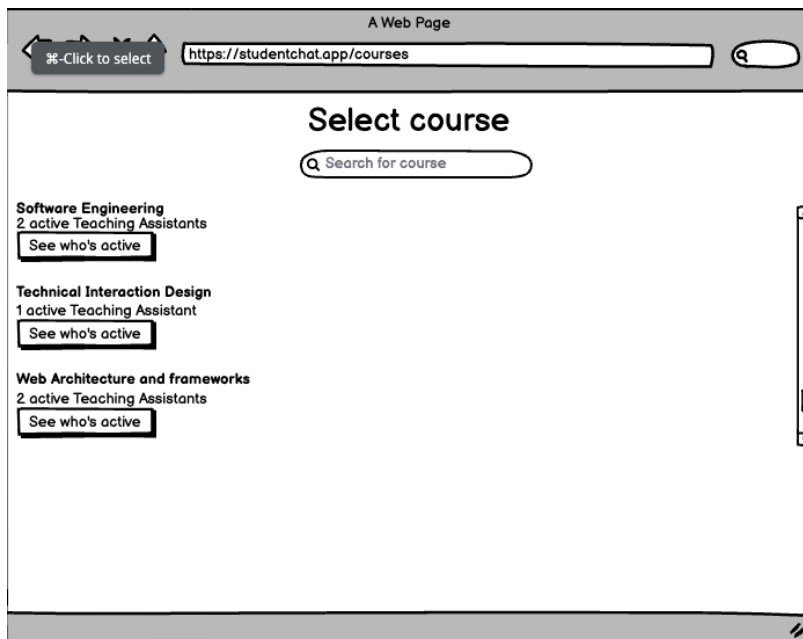 A Web Page
⌘-Click to select
https://studentchat.app/courses
Select course
Search for course
Software Engineering
2 active Teaching Assistants
See who's active
Technical Interaction Design
1 active Teaching Assistant
See who's active
Web Architecture and frameworks
2 active Teaching Assistants
See who's active